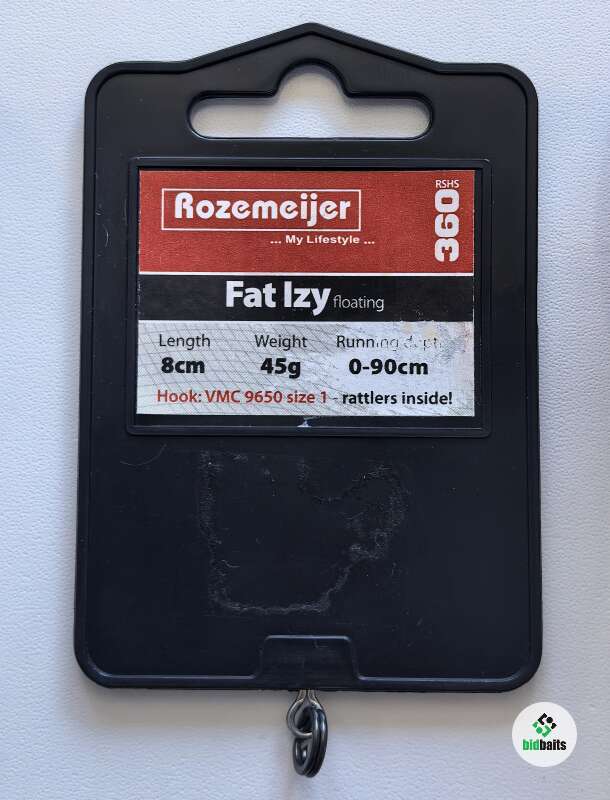 Rozemeijer
... My Lifestyle ...
RSHS
360
Fat Izy floating
Length Weight Running
8cm 45g 0-90cm
Hook: VMC 9650 size 1 - rattlers inside!
bidbaits